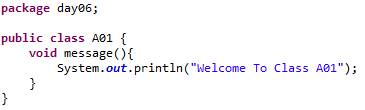 package day06;

public class A01 {
    void message(){
        System.out.println("Welcome To Class A01");
    }
}